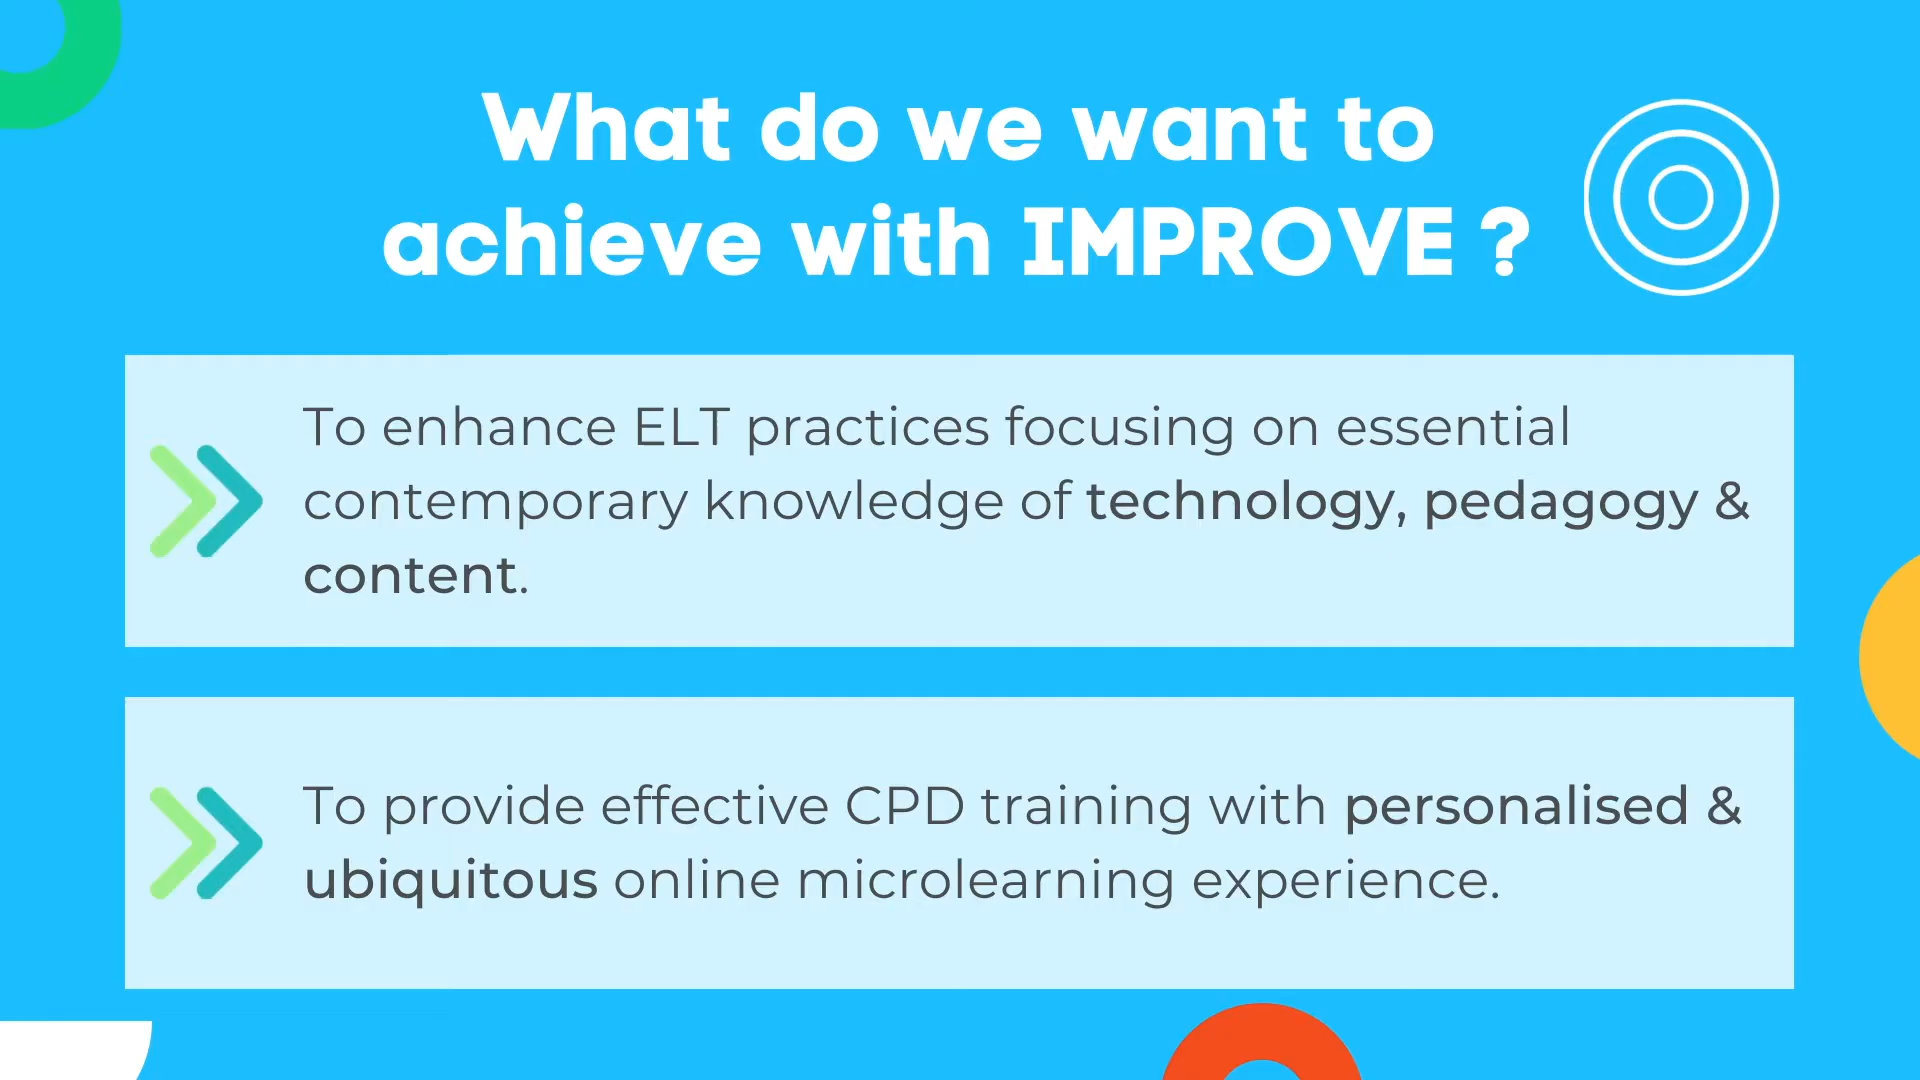 What do we want to
achieve with IMPROVE ?
To enhance ELT practices focusing on essential
contemporary knowledge of technology, pedagogy &
content.
To provide effective CPD training with personalised &
ubiquitous online microlearning experience.